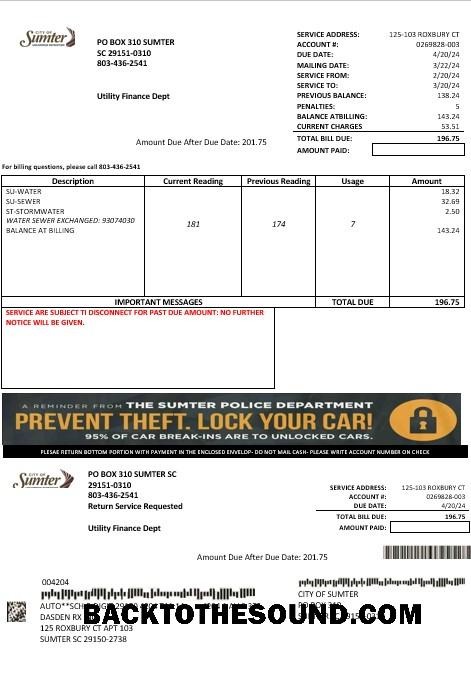 CITY OF
Sumter
PO BOX 310 SUMTER
SC 29151-0310
803-436-2541
Utility Finance Dept
SERVICE ADDRESS: 125-103 ROXBURY CT
ACCOUNT #: 0269828-003
DUE DATE: 4/20/24
MAILING DATE: 3/22/24
SERVICE FROM: 2/20/24
SERVICE TO: 3/20/24
PREVIOUS BALANCE: 138.24
PENALTIES: 5
BALANCE ATBILLING: 143.24
CURRENT CHARGES 53.51
TOTAL BILL DUE: 196.75
AMOUNT PAID:
Amount Due After Due Date: 201.75
For billing questions, please call 803-436-2541
Description Current Reading Previous Reading Usage Amount
SU-WATER 18.32
SU-SEWER 32.69
ST-STORMWATER 2.50
WATER SEWER EXCHANGED: 93074030 181 174 7
BALANCE AT BILLING 143.24
IMPORTANT MESSAGES TOTAL DUE 196.75
SERVICE ARE SUBJECT TI DISCONNECT FOR PAST DUE AMOUNT: NO FURTHER
NOTICE WILL BE GIVEN.
A REMINDER FROM THE SUMTER POLICE DEPARTMENT
PREVENT THEFT. LOCK YOUR CAR!
95% OF CAR BREAK-INS ARE TO UNLOCKED CARS.
PLESAE RETURN BOTTOM PORTION WITH PAYMENT IN THE ENCLOSED ENVELOP- DO NOT MAIL CASH- PLEASE WRITE ACCOUNT NUMBER ON CHECK
CITY OF
Sumter
PO BOX 310 SUMTER SC
29151-0310
803-436-2541
Return Service Requested
Utility Finance Dept
SERVICE ADDRESS: 125-103 ROXBURY CT
ACCOUNT #: 0269828-003
DUE DATE: 4/20/24
TOTAL BILL DUE: 196.75
AMOUNT PAID:
Amount Due After Due Date: 201.75
004204
CITY OF SUMTER
DASDEN RX
BACKTOTHESOUND.COM
125 ROXBURY CT APT 103
SUMTER SC 29150-2738